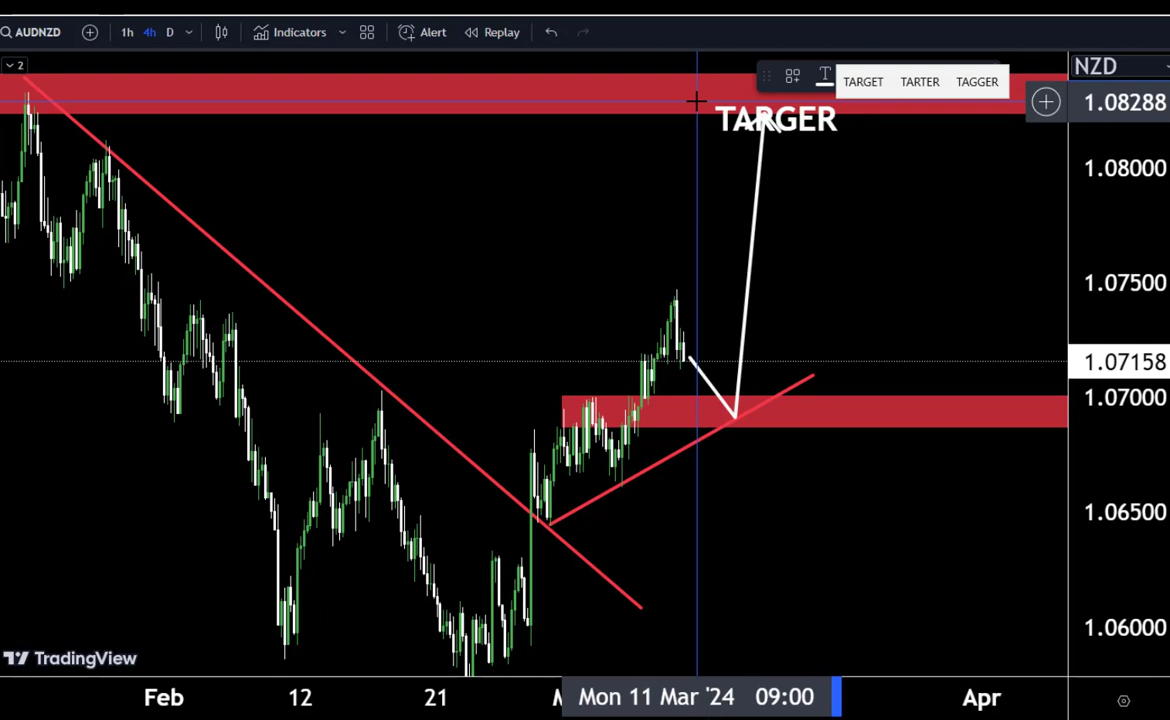 AUDNZD 1h 4h D Indicators Alert Replay
2
NZD
TARGET TARTER TAGGER
1.08288
TARGER
1.08000
1.07500
1.07158
1.07000
1.06500
1.06000
TradingView
Feb 12 21 Mon 11 Mar '24 09:00 Apr